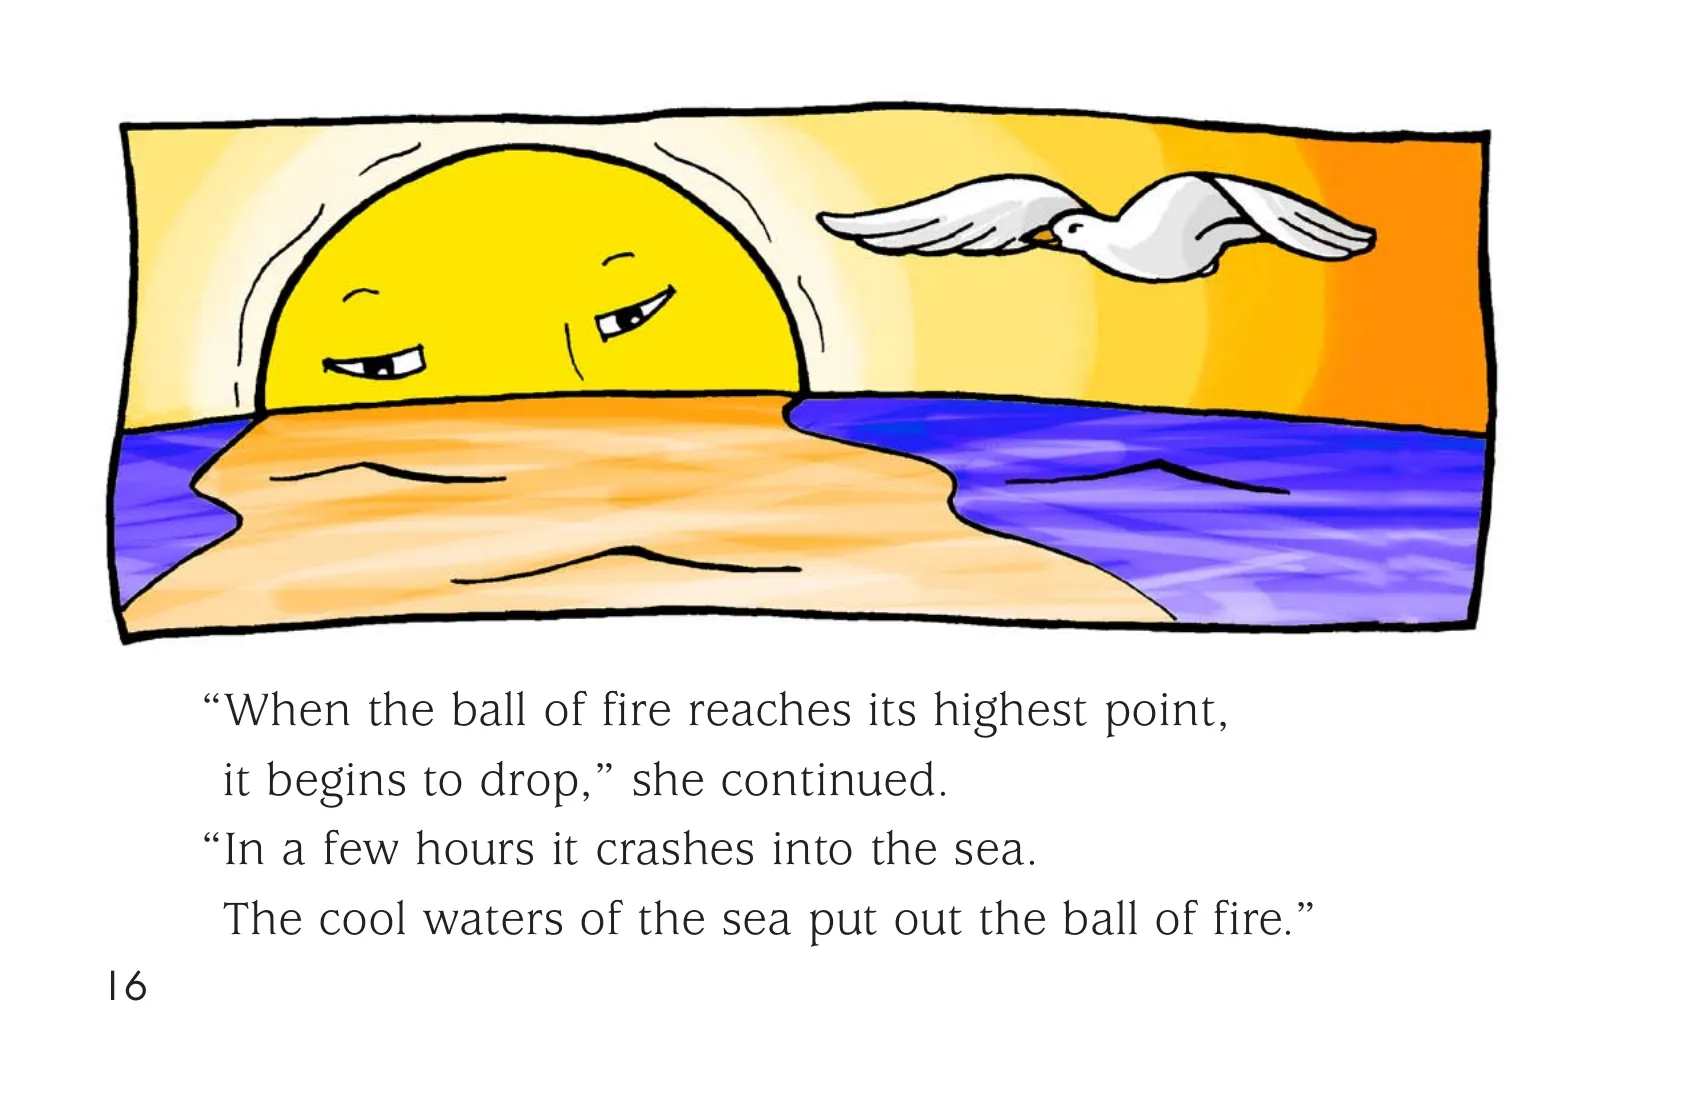 “When the ball of fire reaches its highest point,
it begins to drop,” she continued.
“In a few hours it crashes into the sea.
The cool waters of the sea put out the ball of fire.”
16